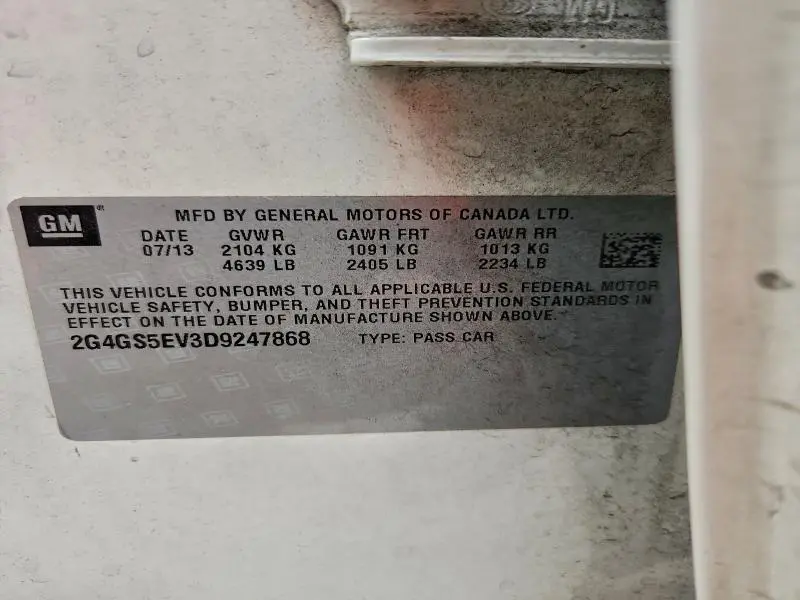 GM
GM®
MFD BY GENERAL MOTORS OF CANADA LTD.
DATE GVWR GAWR FRT GAWR RR
07/13 2104 KG 1091 KG 1013 KG
4639 LB 2405 LB 2234 LB
THIS VEHICLE CONFORMS TO ALL APPLICABLE U.S. FEDERAL MOTOR
VEHICLE SAFETY, BUMPER, AND THEFT PREVENTION STANDARDS IN
EFFECT ON THE DATE OF MANUFACTURE SHOWN ABOVE.
2G4GS5EV3D9247868 TYPE: PASS CAR